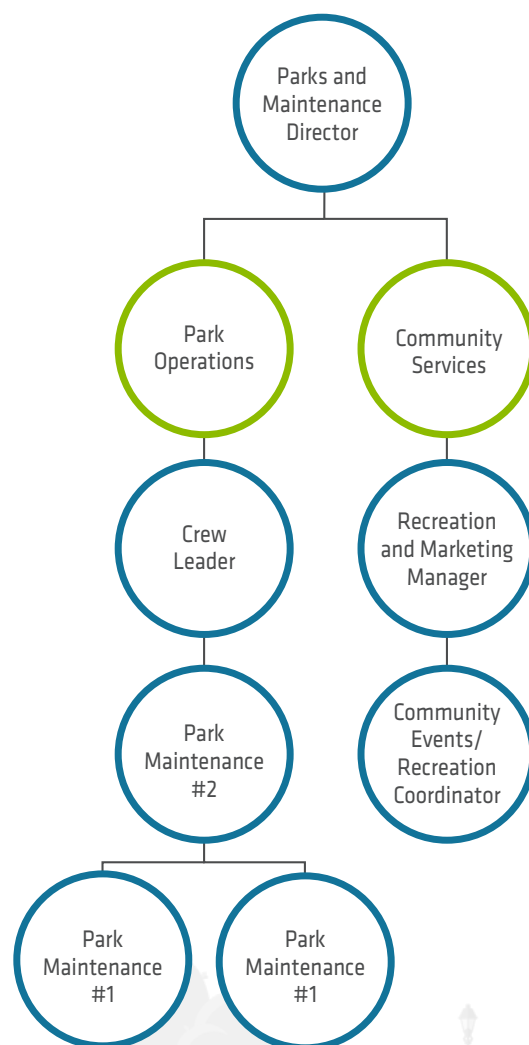 Parks and
Maintenance
Director
Park
Operations
Community
Services
Crew
Leader
Recreation
and Marketing
Manager
Park
Maintenance
#2
Community
Events/
Recreation
Coordinator
Park
Maintenance
#1
Park
Maintenance
#1